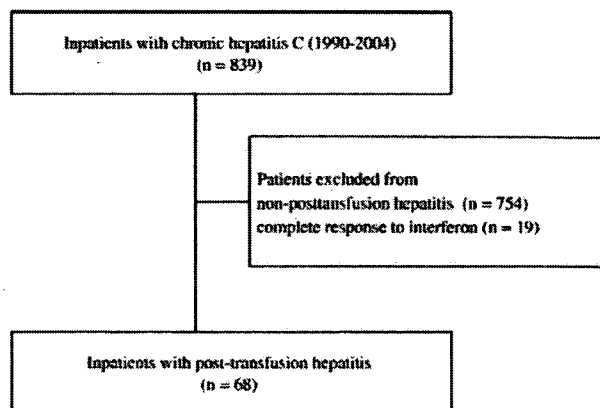 Inpatients with chronic hepatitis C (1990-2004)
(n = 839)
Patients excluded from
non-posttansfusion hepatitis (n = 754)
complete response to interferon (n = 19)
Inpatients with post-transfusion hepatitis
(n = 68)